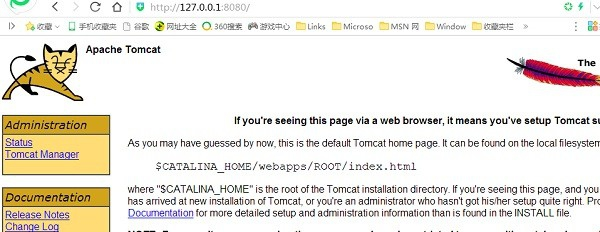 http://127.0.0.1:8080/
收藏 手机收藏夹 谷歌 网址大全 360搜索 游戏中心 Links Microso MSN 网 Window 收藏夹栏
Apache Tomcat
The
If you're seeing this page via a web browser, it means you've setup Tomcat su
Administration
Status
Tomcat Manager
As you may have guessed by now, this is the default Tomcat home page. It can be found on the local filesystem
$CATALINA_HOME/webapps/ROOT/index.html
where "$CATALINA_HOME" is the root of the Tomcat installation directory. If you're seeing this page, and you
has arrived at new installation of Tomcat, or you're an administrator who hasn't got his/her setup quite right. Pro
Documentation for more detailed setup and administration information than is found in the INSTALL file.
Documentation
Release Notes
Change Log